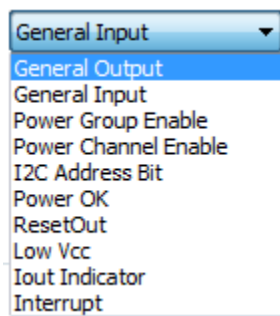 General Input
General Output
General Input
Power Group Enable
Power Channel Enable
I2C Address Bit
Power OK
ResetOut
Low Vcc
Iout Indicator
Interrupt